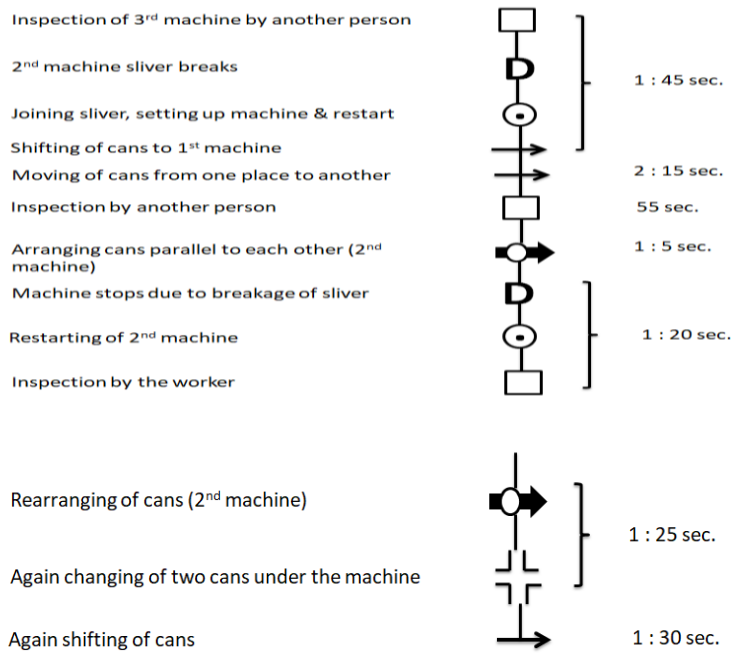 Inspection of 3rd machine by another person
2nd machine sliver breaks
1 : 45 sec.
Joining sliver, setting up machine & restart
Shifting of cans to 1st machine
Moving of cans from one place to another
2 : 15 sec.
Inspection by another person
55 sec.
Arranging cans parallel to each other (2nd
machine)
1 : 5 sec.
Machine stops due to breakage of sliver
Restarting of 2nd machine
1 : 20 sec.
Inspection by the worker
Rearranging of cans (2nd machine)
1 : 25 sec.
Again changing of two cans under the machine
Again shifting of cans
1 : 30 sec.